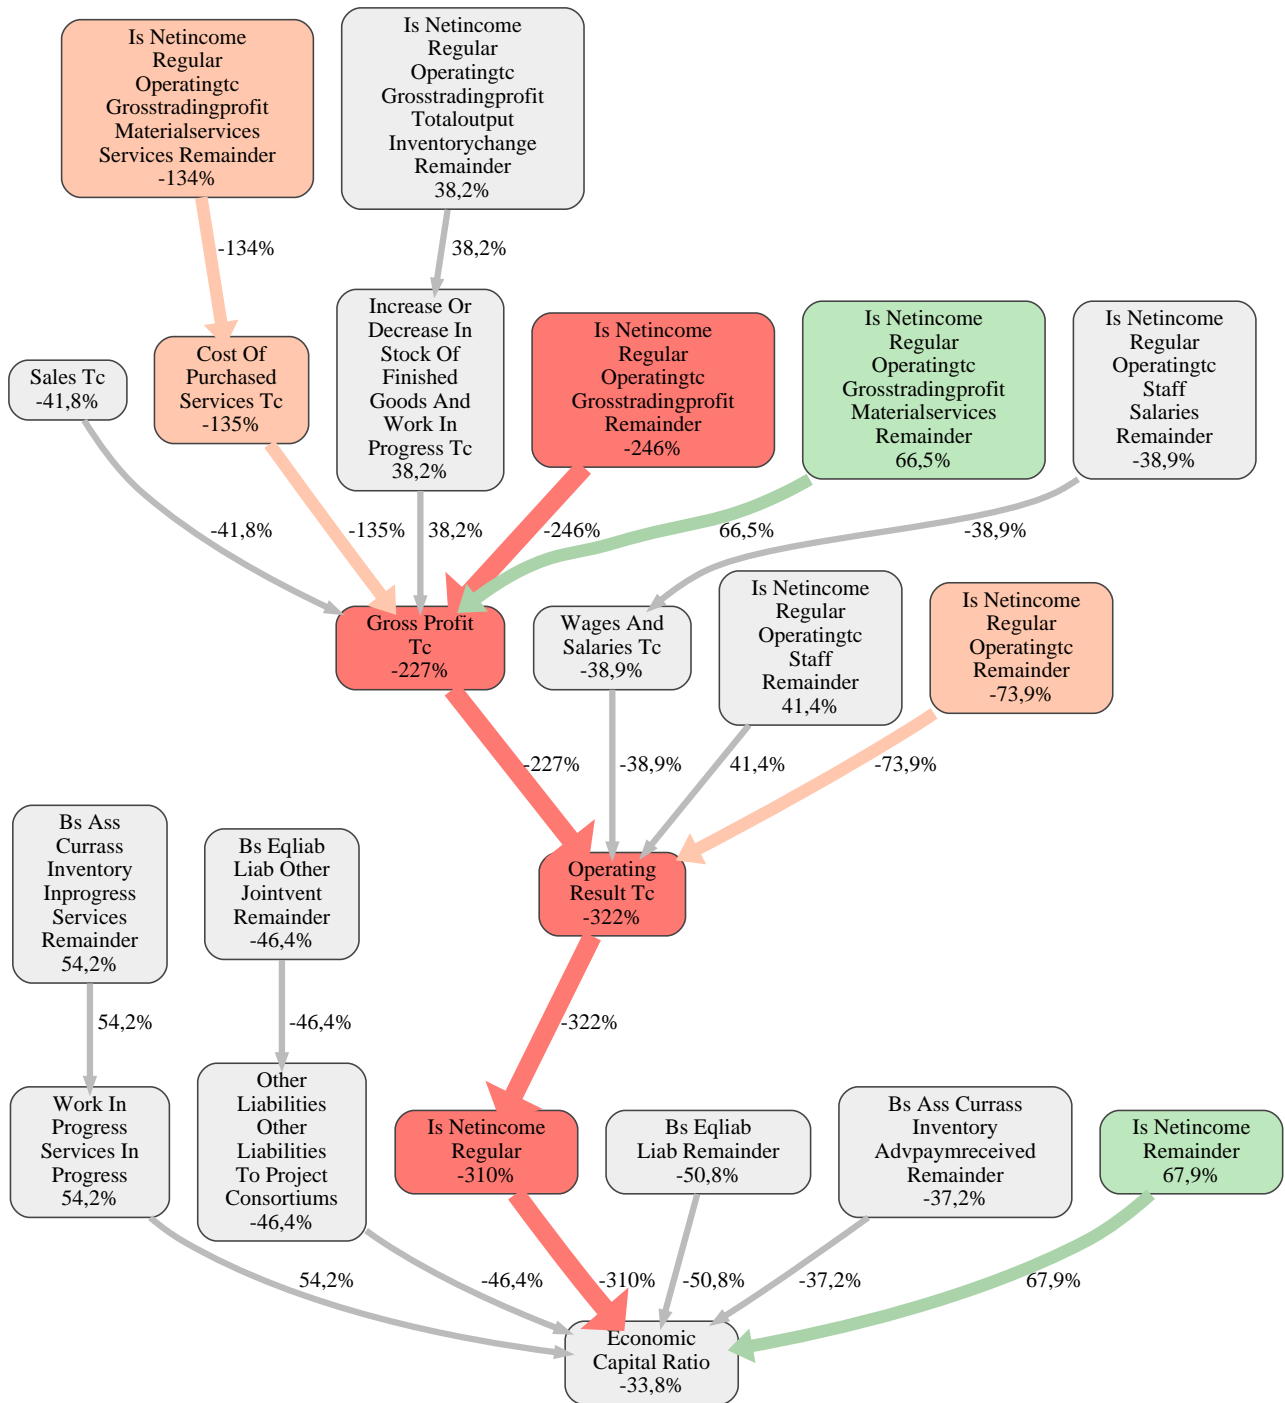 Is Netincome
Regular
Operatingtc
Grosstradingprofit
Materialservices
Services Remainder
-134%
Is Netincome
Regular
Operatingtc
Grosstradingprofit
Totaloutput
Inventorychange
Remainder
38,2%
-134%
38,2%
Sales Tc
-41,8%
Cost Of
Purchased
Services Tc
-135%
Increase Or
Decrease In
Stock Of
Finished
Goods And
Work In
Progress Tc
38,2%
Is Netincome
Regular
Operatingtc
Grosstradingprofit
Remainder
-246%
Is Netincome
Regular
Operatingtc
Grosstradingprofit
Materialservices
Remainder
66,5%
Is Netincome
Regular
Operatingtc
Staff
Salaries
Remainder
-38,9%
-41,8%
-135%
38,2%
-246%
66,5%
-38,9%
Gross Profit
Tc
-227%
Wages And
Salaries Tc
-38,9%
Is Netincome
Regular
Operatingtc
Staff
Remainder
41,4%
Is Netincome
Regular
Operatingtc
Remainder
-73,9%
-227%
-38,9%
41,4%
-73,9%
Bs Ass
Currass
Inventory
Inprogress
Services
Remainder
54,2%
Bs Eqliab
Liab Other
Jointvent
Remainder
-46,4%
Operating
Result Tc
-322%
54,2%
-46,4%
-322%
Work In
Progress
Services In
Progress
54,2%
Other
Liabilities
Other
Liabilities
To Project
Consortiums
-46,4%
Is Netincome
Regular
-310%
Bs Eqliab
Liab Remainder
-50,8%
Bs Ass Currass
Inventory
Advpaymreceived
Remainder
-37,2%
Is Netincome
Remainder
67,9%
54,2%
-46,4%
-310%
-50,8%
-37,2%
67,9%
Economic
Capital Ratio
-33,8%